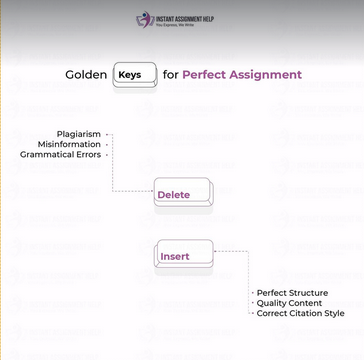 INSTANT ASSIGNMENT HELP
You Express, We Write
Golden Keys for Perfect Assignment
Plagiarism
Misinformation
Grammatical Errors
Delete
Insert
Perfect Structure
Quality Content
Correct Citation Style